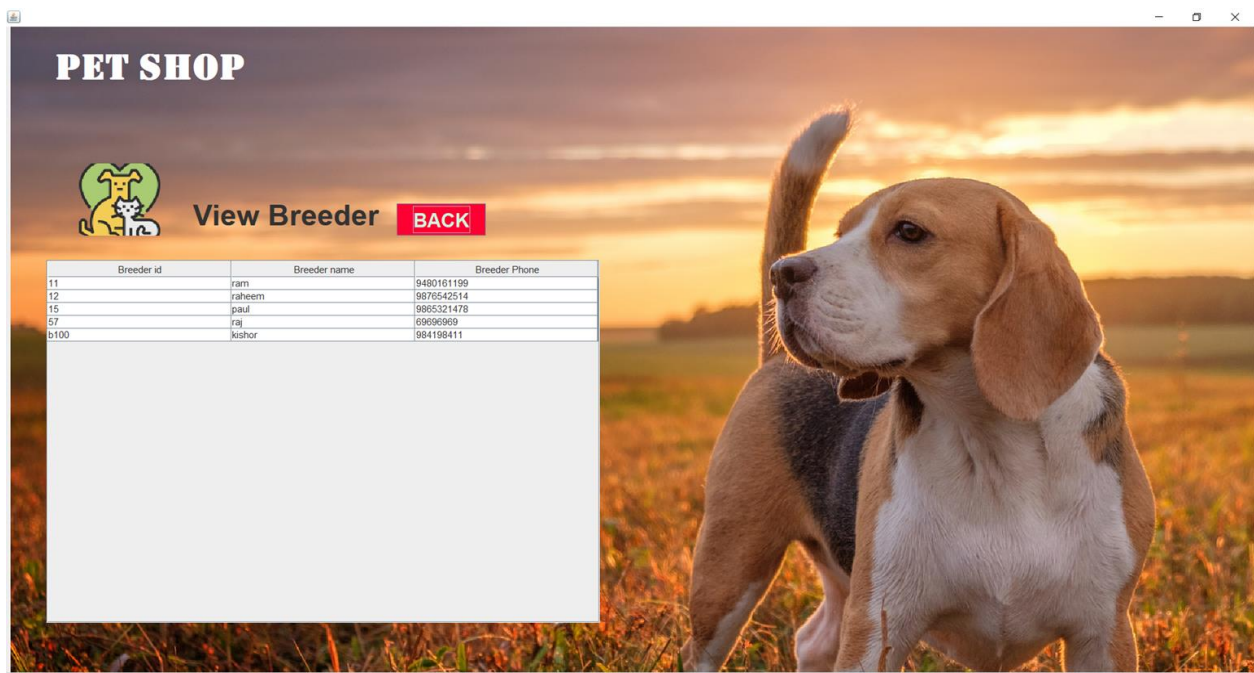 PET SHOP
View Breeder BACK
Breeder id Breeder name Breeder Phone
11 ram 9480161199
12 raheem 9876542514
15 paul 9865321478
57 raj 69696969
b100 kishor 984198411